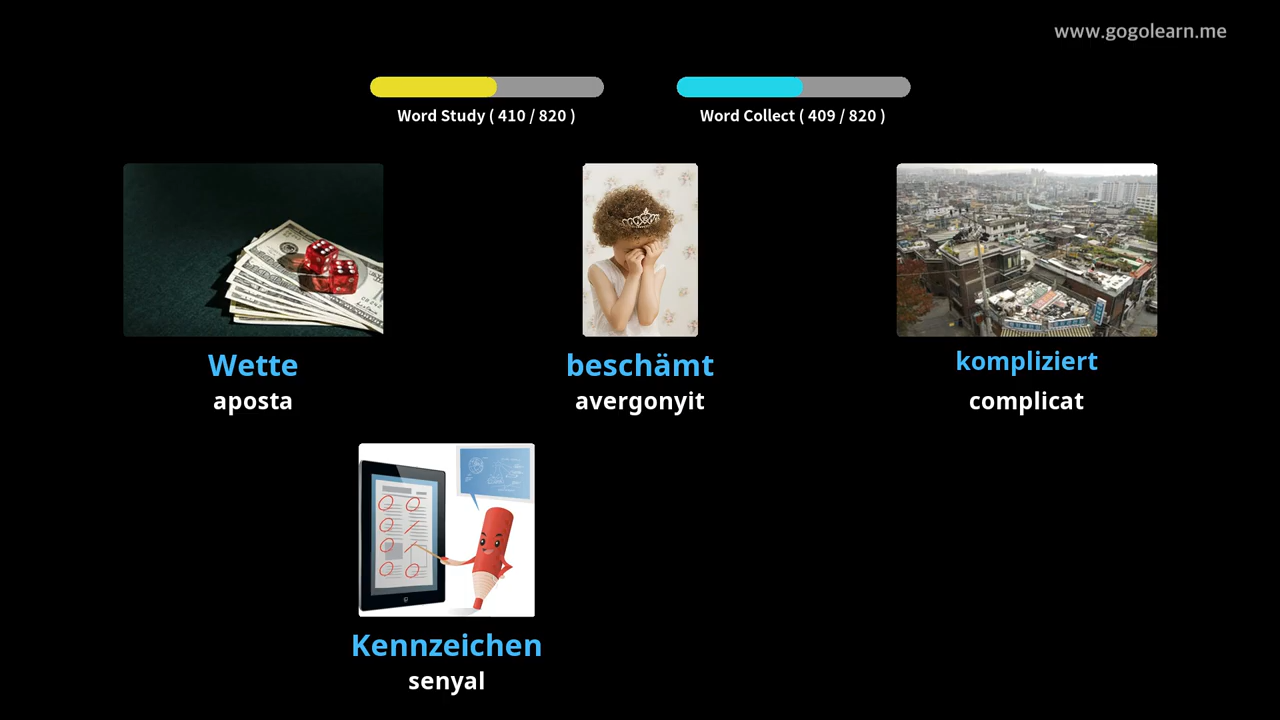 www.gogolearn.me
Word Study ( 410 / 820 )
Word Collect ( 409 / 820 )
Wette
aposta
beschämt
avergonyit
kompliziert
complicat
Kennzeichen
senyal